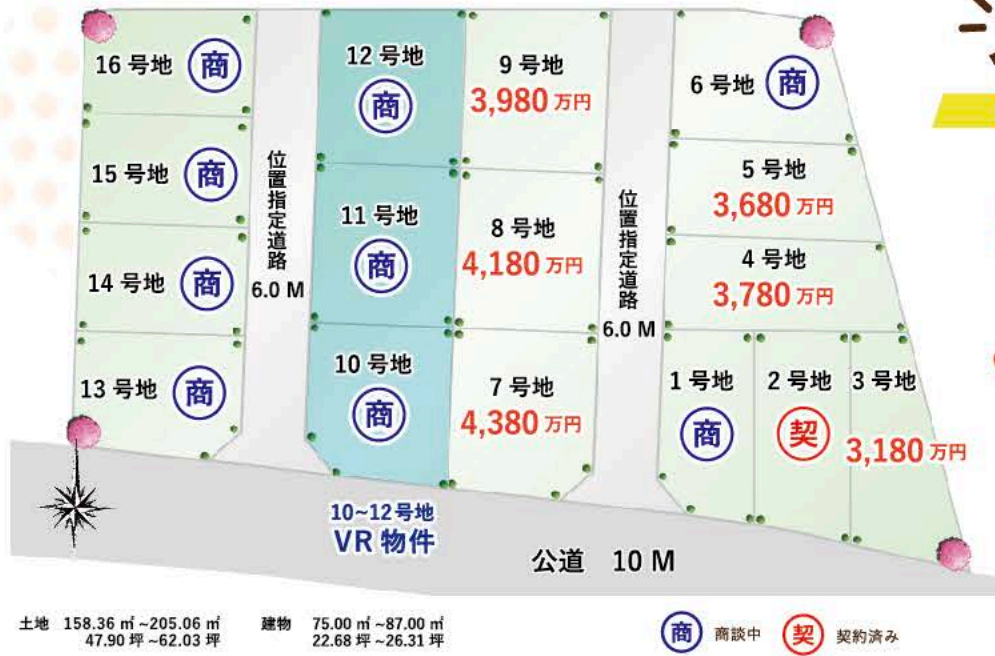 16 号地 商
15 号地 商
14 号地 商
13 号地 商
位置指定道路
6.0 M
12 号地
商
11 号地
商
10 号地
商
9 号地
3,980 万円
8 号地
4,180 万円
7 号地
4,380 万円
位置指定道路
6.0 M
6 号地 商
5 号地
3,680 万円
4 号地
3,780 万円
1 号地
商
2 号地
契
3 号地
3,180 万円
10~12 号地
VR 物件
公道 10 M
土地 158.36 ㎡ ~205.06 ㎡
47.90 坪 ~62.03 坪
建物 75.00 ㎡ ~87.00 ㎡
22.68 坪 ~26.31 坪
商 商談中
契 契約済み